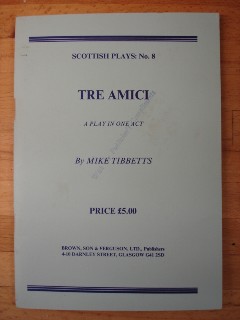 SCOTTISH PLAYS: No. 8
TRE AMICI
A PLAY IN ONE ACT
By MIKE TIBBETTS
PRICE £5.00
BROWN, SON & FERGUSON, LTD., Publishers
4-10 DARNLEY STREET, GLASGOW G41 2SD